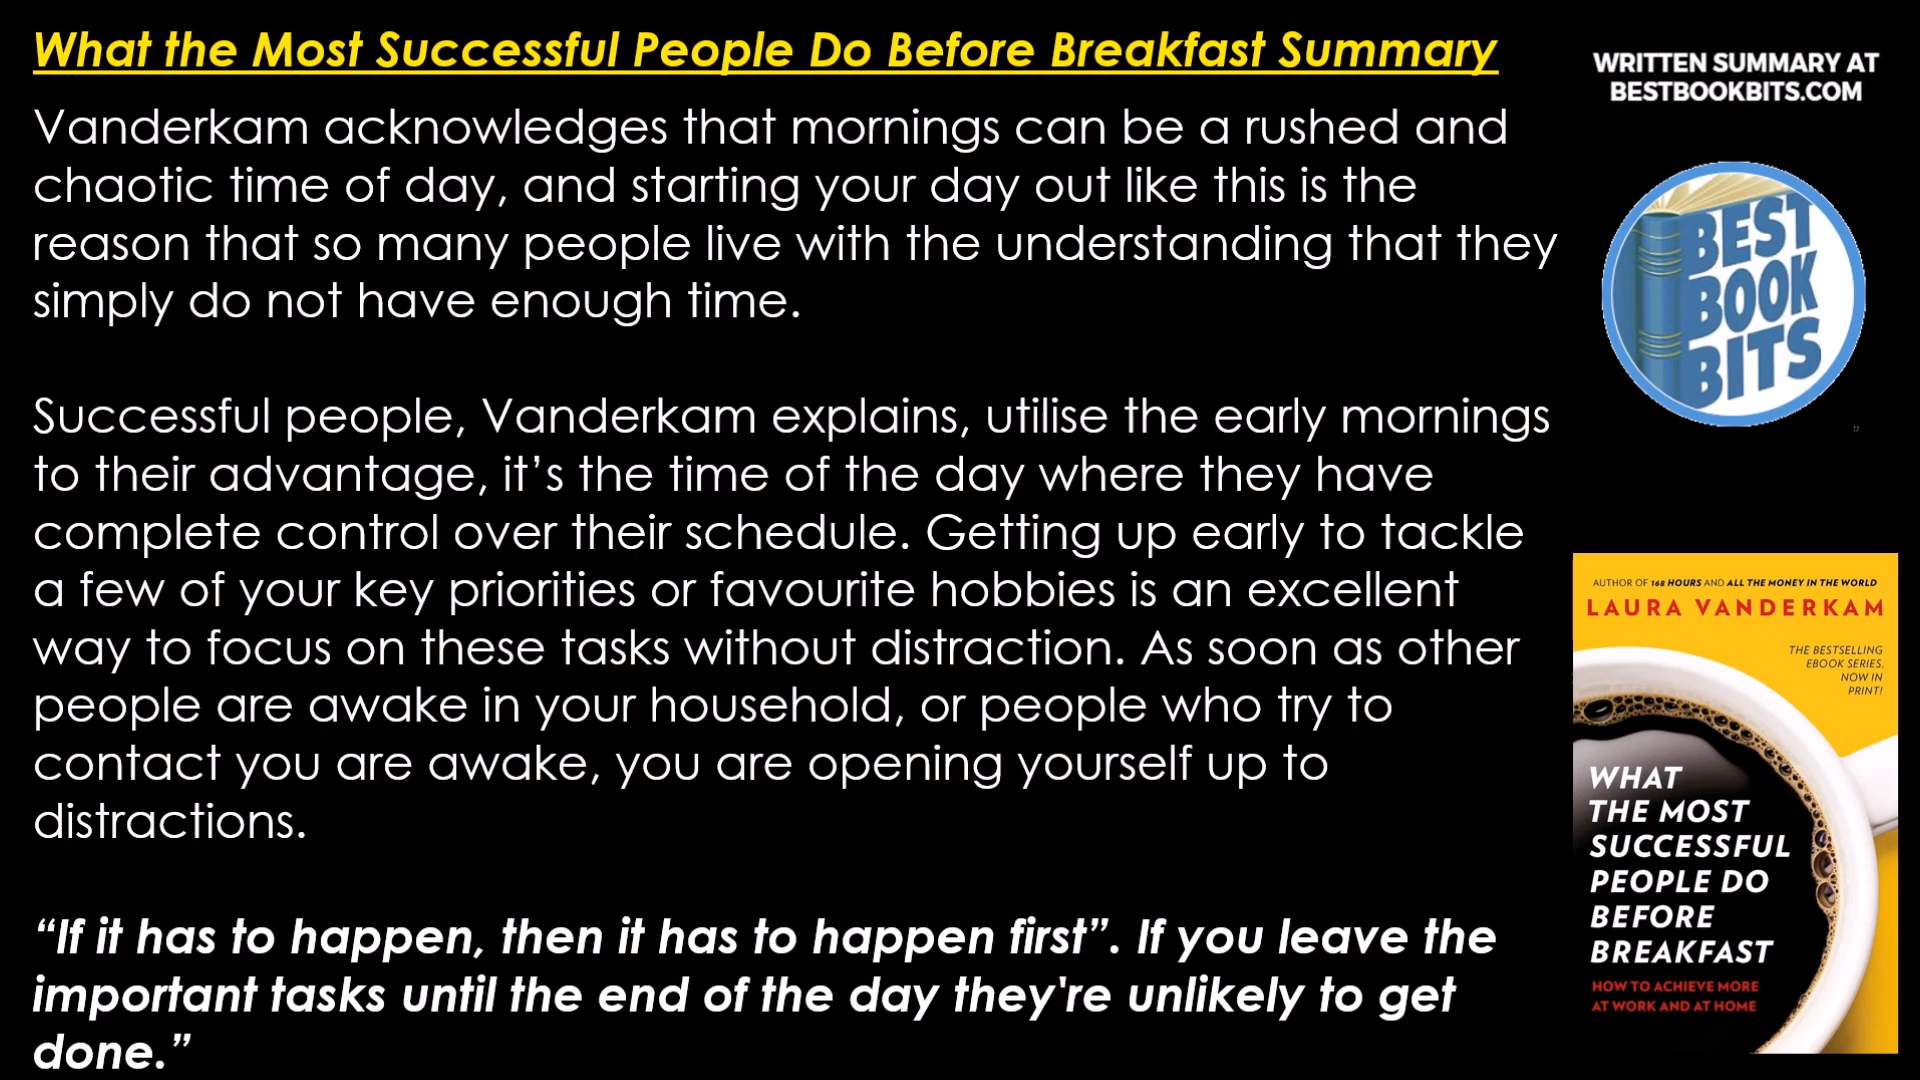 What the Most Successful People Do Before Breakfast Summary
Vanderkam acknowledges that mornings can be a rushed and
chaotic time of day, and starting your day out like this is the
reason that so many people live with the understanding that they
simply do not have enough time.
Successful people, Vanderkam explains, utilise the early mornings
to their advantage, it’s the time of the day where they have
complete control over their schedule. Getting up early to tackle
a few of your key priorities or favourite hobbies is an excellent
way to focus on these tasks without distraction. As soon as other
people are awake in your household, or people who try to
contact you are awake, you are opening yourself up to
distractions.
“If it has to happen, then it has to happen first”. If you leave the
important tasks until the end of the day they're unlikely to get
done.”
WRITTEN SUMMARY AT
BESTBOOKBITS.COM
BEST
BOOK
BITS
AUTHOR OF 168 HOURS AND ALL THE MONEY IN THE WORLD
LAURA VANDERKAM
THE BESTSELLING
EBOOK SERIES,
NOW IN
PRINT!
WHAT
THE MOST
SUCCESSFUL
PEOPLE DO
BEFORE
BREAKFAST
HOW TO ACHIEVE MORE
AT WORK AND AT HOME